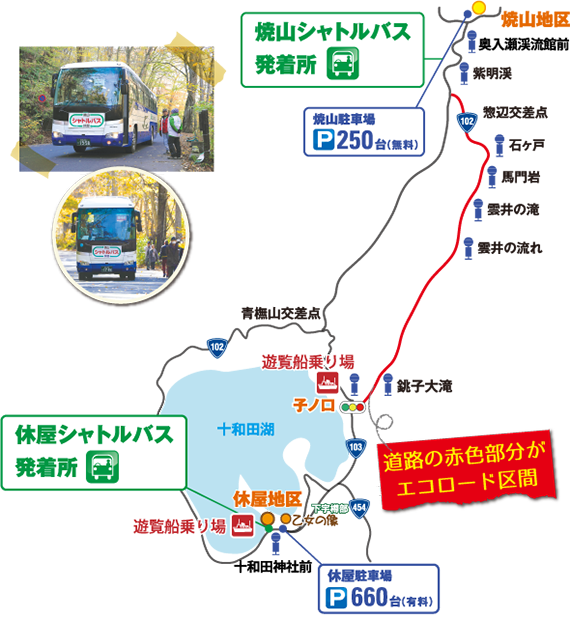 焼山シャトルバス
発着所
焼山地区
奥入瀬渓流館前
紫明渓
焼山駐車場
P250台(無料)
惣辺交差点
102
石ヶ戸
馬門岩
雲井の滝
雲井の流れ
シャトルバス
シャトルバス
青橅山交差点
102
遊覧船乗り場
子ノ口
銚子大滝
十和田湖
103
道路の赤色部分が
エコロード区間
休屋シャトルバス
発着所
休屋地区
乙女の像
下宇樽部
454
遊覧船乗り場
十和田神社前
休屋駐車場
P660台(有料)